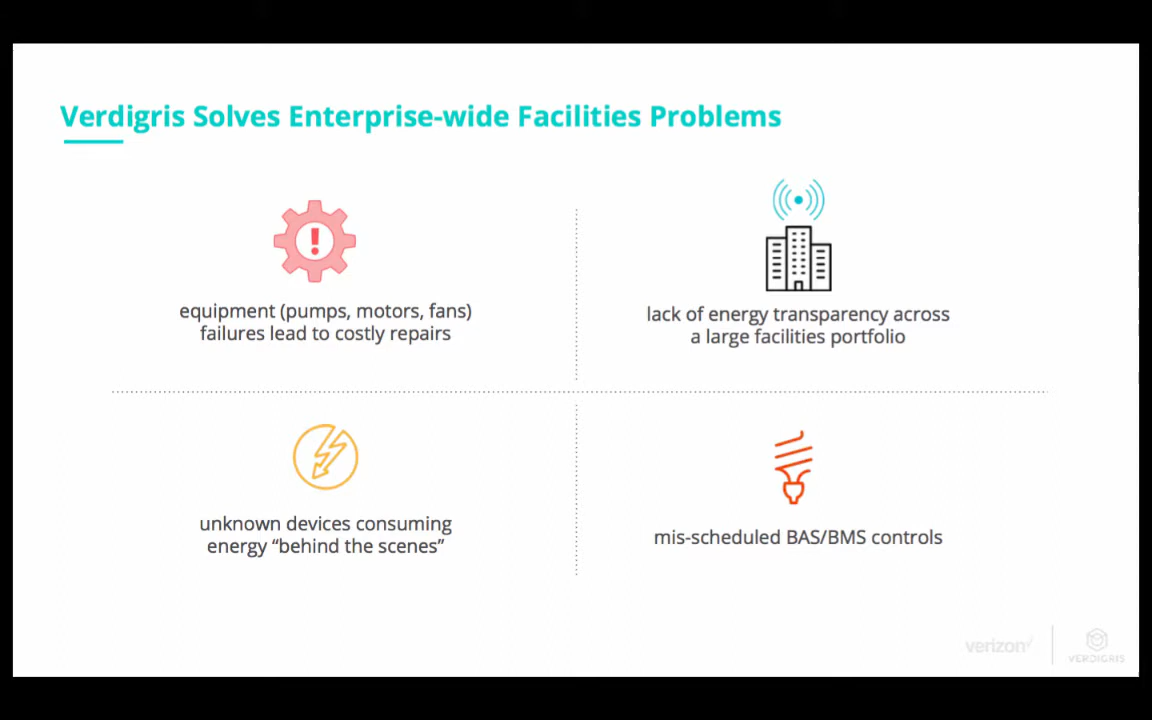 Verdigris Solves Enterprise-wide Facilities Problems
equipment (pumps, motors, fans)
failures lead to costly repairs
lack of energy transparency across
a large facilities portfolio
unknown devices consuming
energy “behind the scenes”
mis-scheduled BAS/BMS controls
verizon
VERDIGRIS